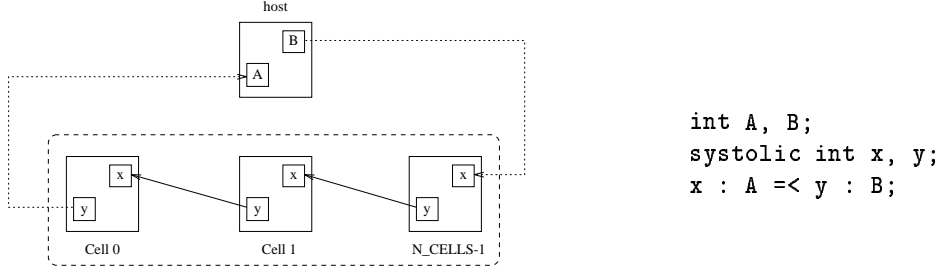 host
B
A
x
x
x
y
y
y
Cell 0
Cell 1
N_CELLS-1
int A, B;
systolic int x, y;
x : A =< y : B;